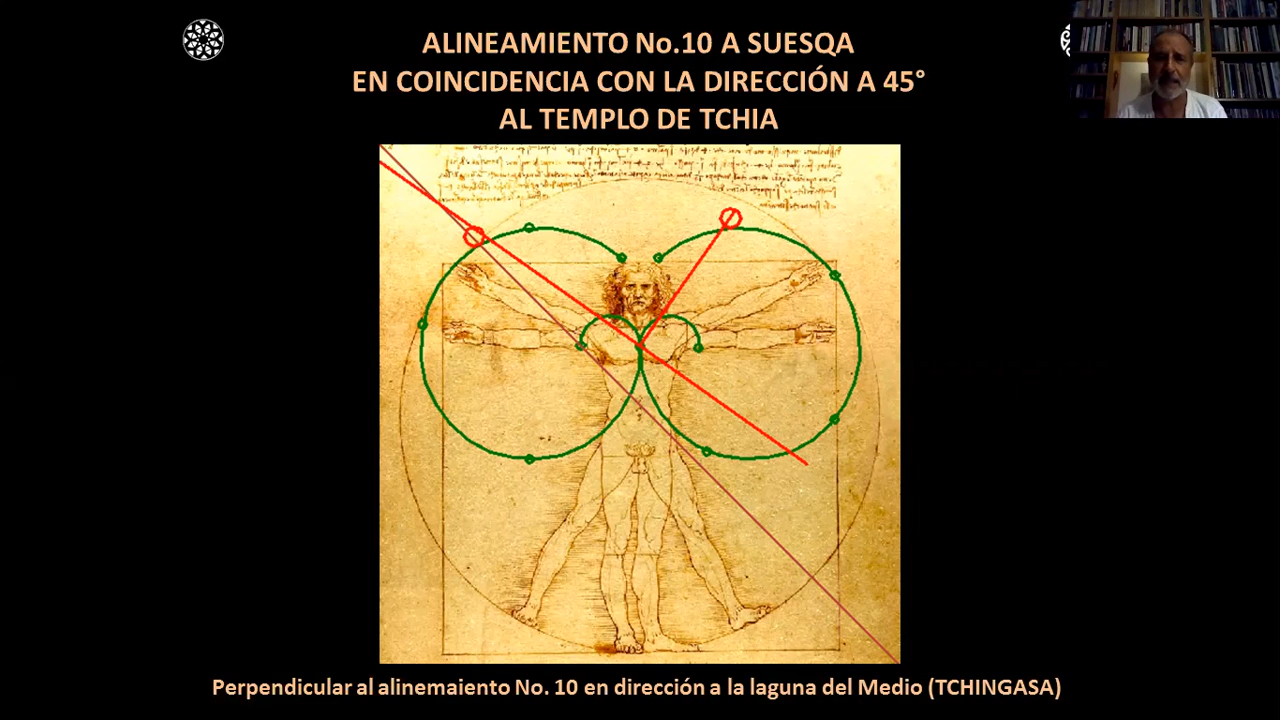 ALINEAMIENTO No.10 A SUESQA
EN COINCIDENCIA CON LA DIRECCIÓN A 45°
AL TEMPLO DE TCHIA
Perpendicular al alinemaiento No. 10 en dirección a la laguna del Medio (TCHINGASA)